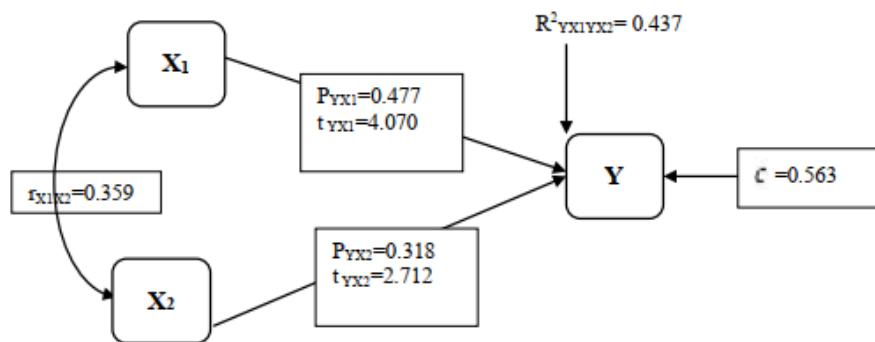 R²YX1YX2= 0.437
X₁
PYX1=0.477
tYX1=4.070
Y
ϵ =0.563
rX1X2=0.359
PYX2=0.318
tYX2=2.712
X₂